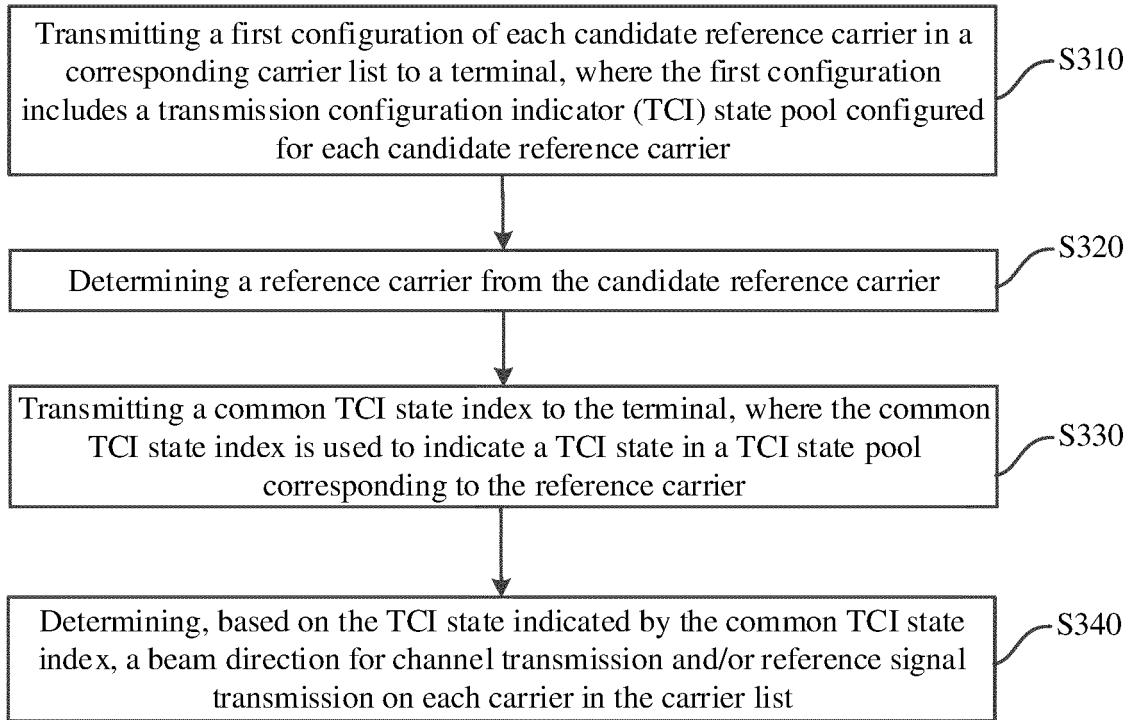 Transmitting a first configuration of each candidate reference carrier in a
corresponding carrier list to a terminal, where the first configuration
includes a transmission configuration indicator (TCI) state pool configured
for each candidate reference carrier
S310
Determining a reference carrier from the candidate reference carrier
S320
Transmitting a common TCI state index to the terminal, where the common
TCI state index is used to indicate a TCI state in a TCI state pool
corresponding to the reference carrier
S330
Determining, based on the TCI state indicated by the common TCI state
index, a beam direction for channel transmission and/or reference signal
transmission on each carrier in the carrier list
S340